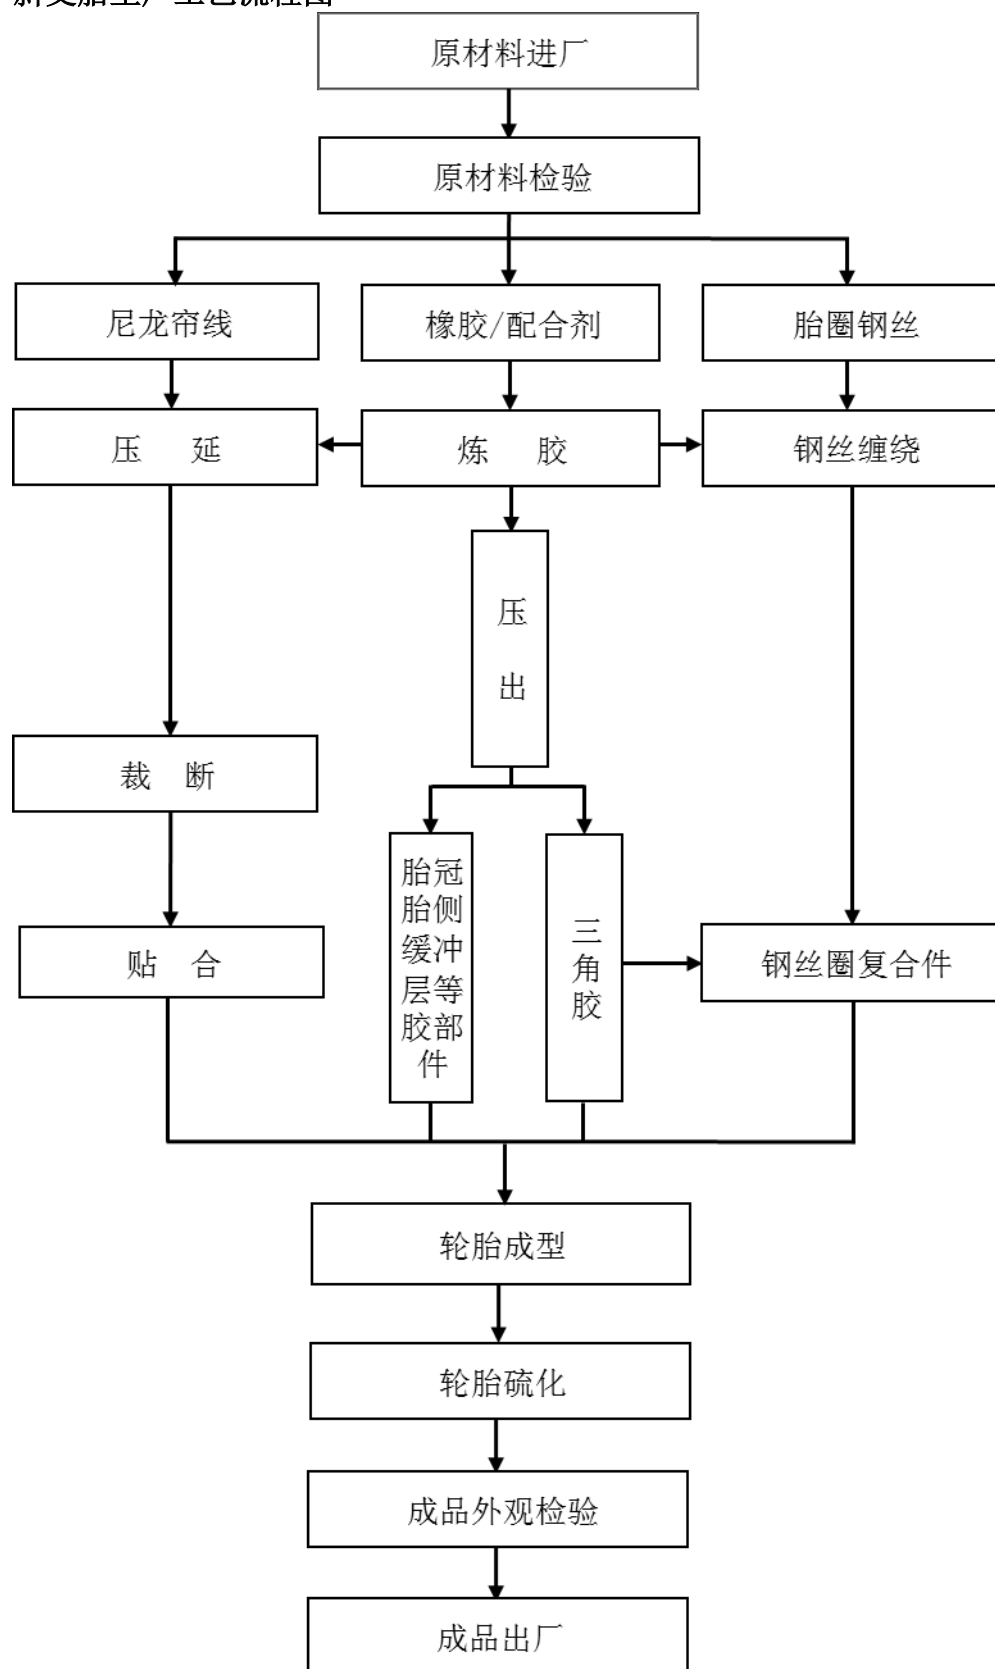 原材料进厂
原材料检验
尼龙帘线
橡胶/配合剂
胎圈钢丝
压 延
炼 胶
钢丝缠绕
压
出
裁 断
胎冠
胎侧
缓冲
层等
胶部
件
三
角
胶
贴 合
钢丝圈复合件
轮胎成型
轮胎硫化
成品外观检验
成品出厂